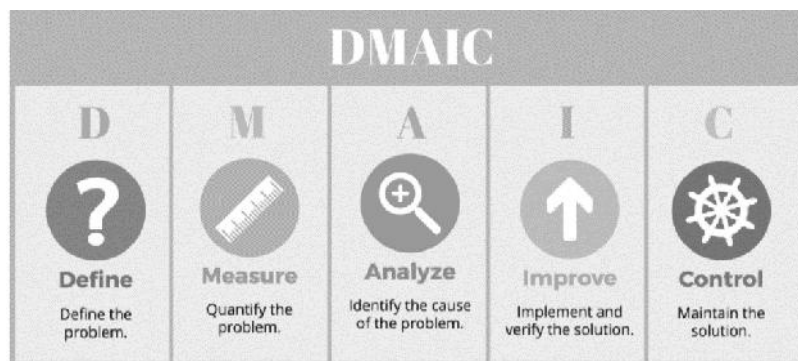 DMAIC
D
M
A
I
C
Define
Measure
Analyze
Improve
Control
Define the
problem.
Quantify the
problem.
Identify the cause
of the problem.
Implement and
verify the solution.
Maintain the
solution.